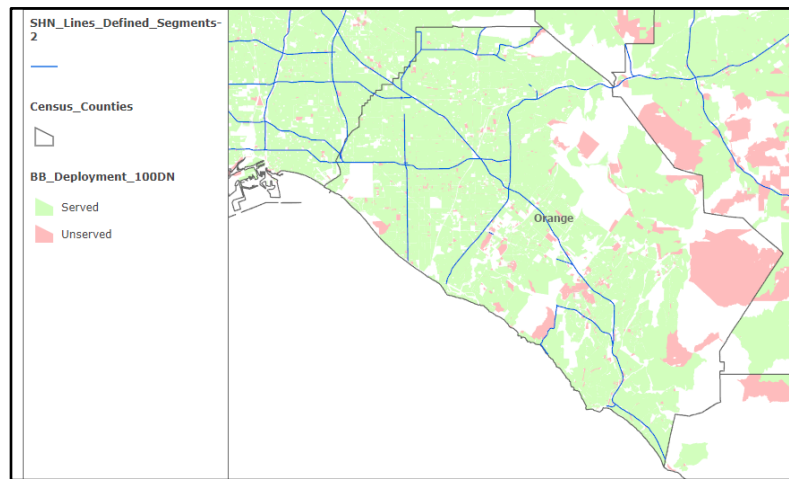 SHN_Lines_Defined_Segments-
2
Census_Counties
BB_Deployment_100DN
Served
Unserved
Orange